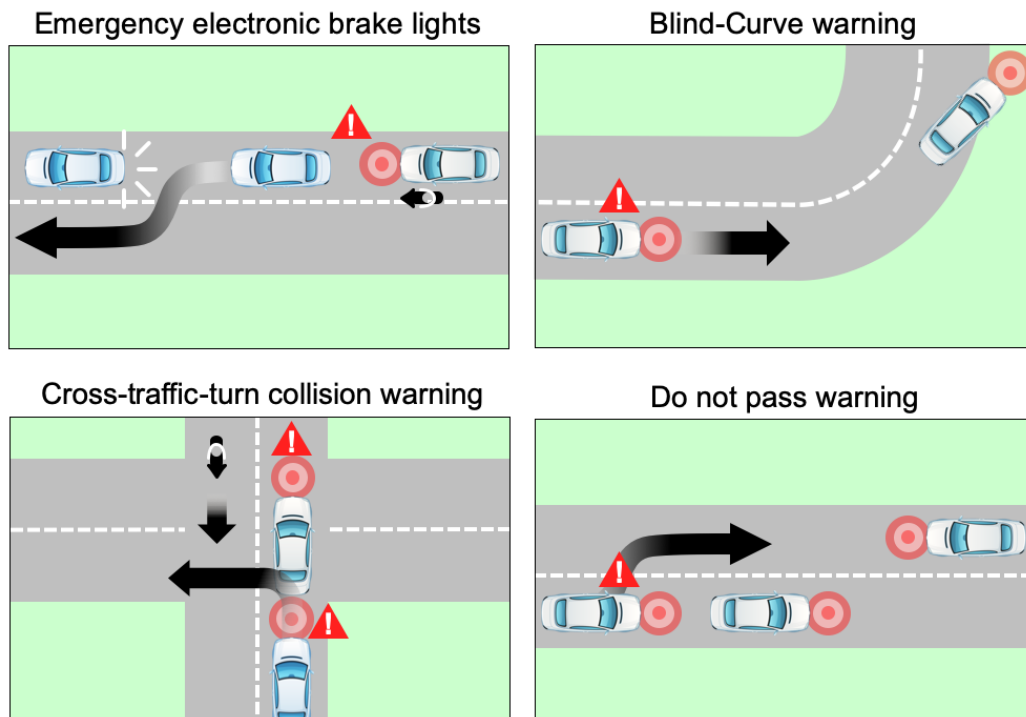 Emergency electronic brake lights
Blind-Curve warning
!
!
Cross-traffic-turn collision warning
Do not pass warning
!
!
!